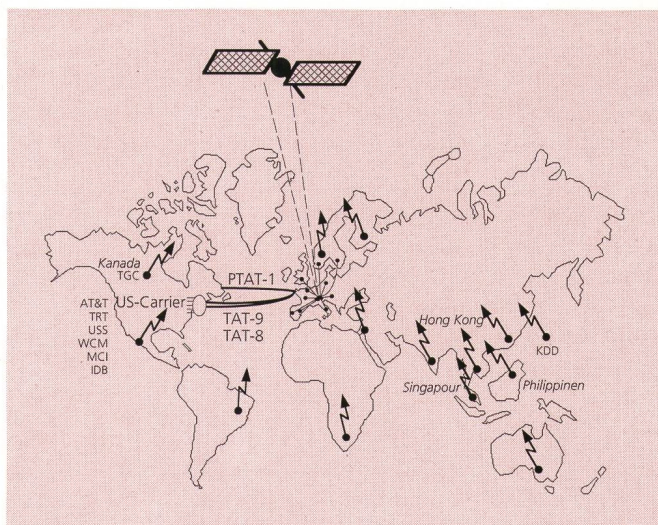 Kanada
TGC
PTAT-1
AT&T
US-Carrier
TRT
USS
WCM
MCI
IDB
TAT-9
TAT-8
Hong Kong
KDD
Singapour
Philippinen